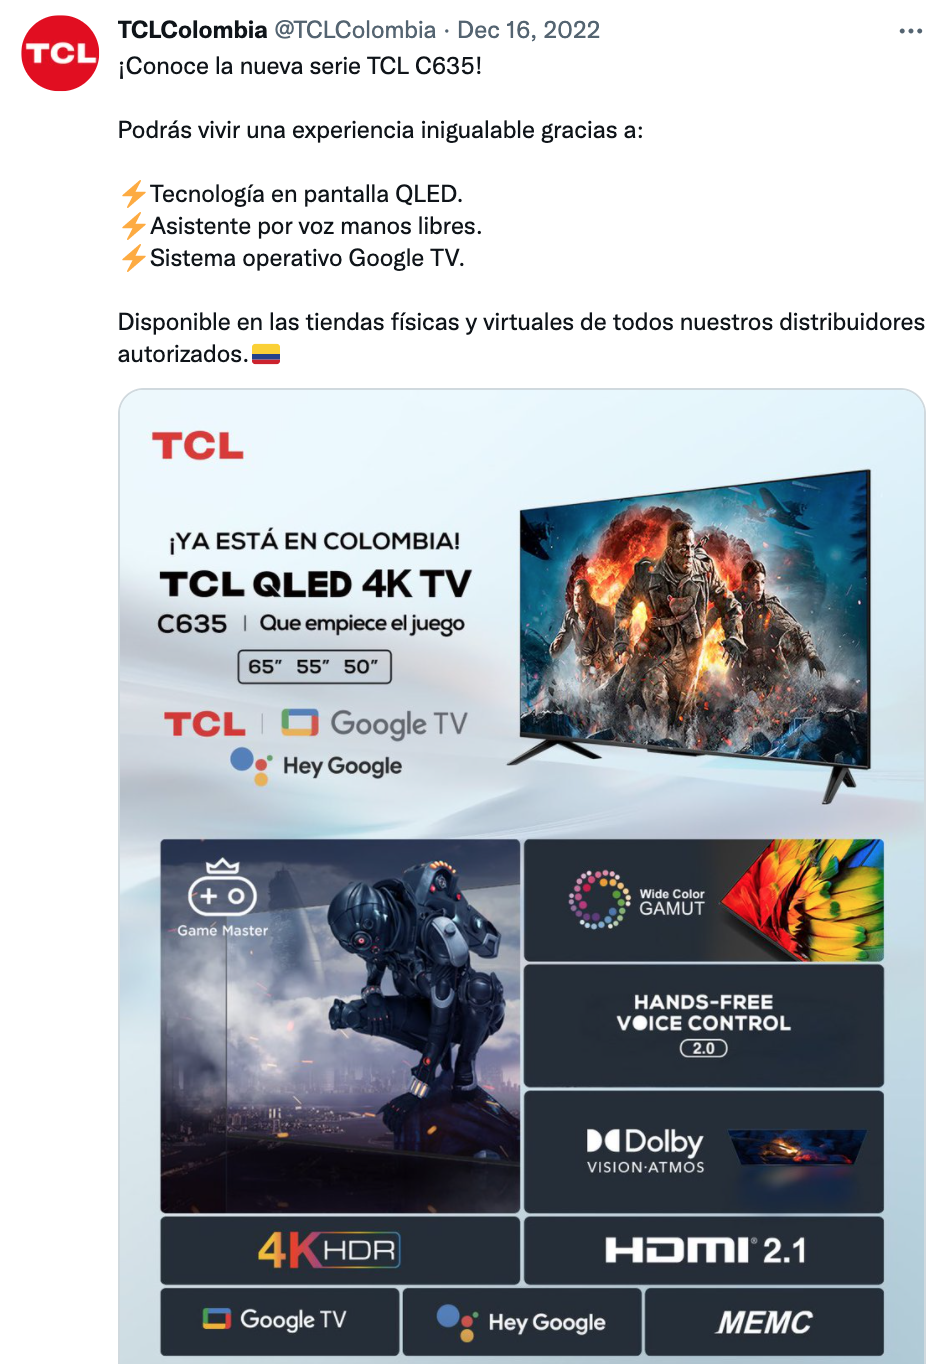 TCL
TCLColombia @TCLColombia · Dec 16, 2022
¡Conoce la nueva serie TCL C635!
Podrás vivir una experiencia inigualable gracias a:
⚡Tecnología en pantalla QLED.
⚡Asistente por voz manos libres.
⚡Sistema operativo Google TV.
Disponible en las tiendas físicas y virtuales de todos nuestros distribuidores
autorizados.🇨🇴
TCL
¡YA ESTÁ EN COLOMBIA!
TCL QLED 4K TV
C635 | Que empiece el juego
65” 55” 50”
TCL | Google TV
Hey Google
Game Master
Wide Color
GAMUT
HANDS-FREE
VOICE CONTROL
2.0
Dolby
VISION·ATMOS
4K HDR
HDMI® 2.1
Google TV
Hey Google
MEMC